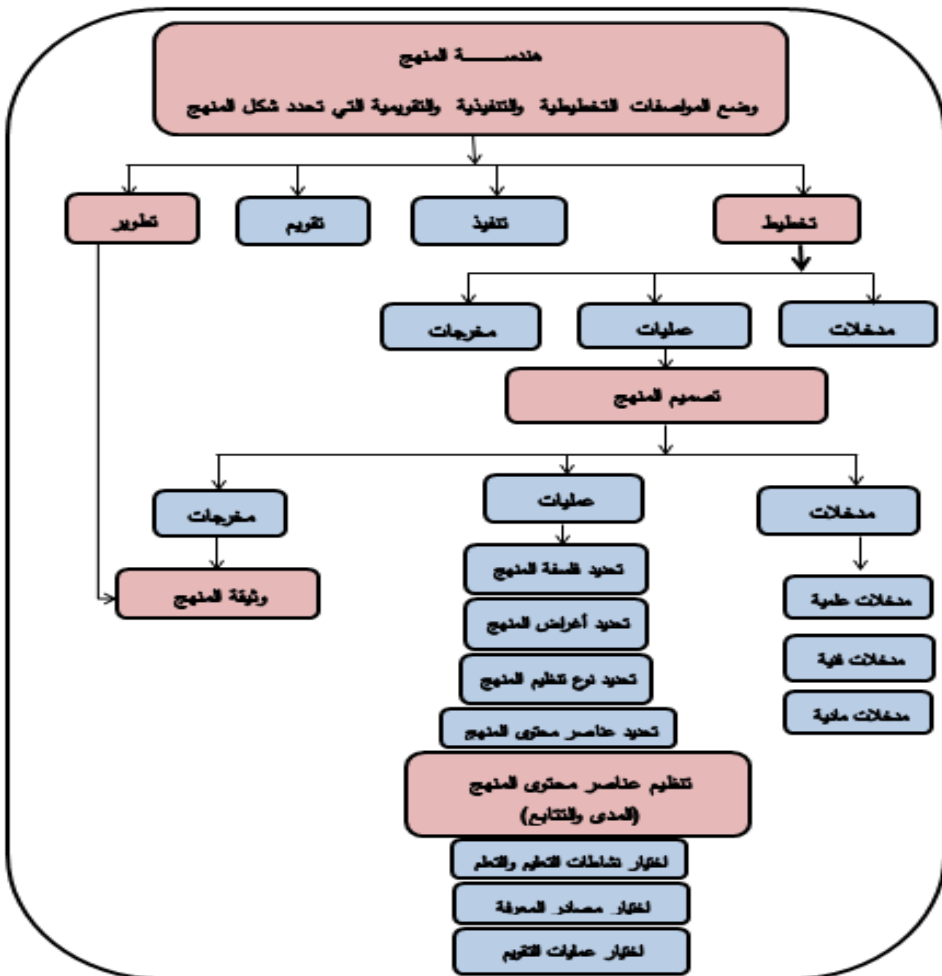 هندســـــــة المنهج
وضع المواصفات التخطيطية والتنفيذية والتقويمية التي تحدد شكل المنهج
تخطيط
تنفيذ
تقويم
تطوير
مدخلات
عمليات
مخرجات
تصميم المنهج
مدخلات
عمليات
مخرجات
وثيقة المنهج
مدخلات علمية
مدخلات فنية
مدخلات مادية
تحديد فلسفة المنهج
تحديد أغراض المنهج
تحديد نوع تنظيم المنهج
تحديد عناصر محتوى المنهج
تنظيم عناصر محتوى المنهج
(المدى والتتابع)
اختيار نشاطات التعليم والتعلم
اختيار مصادر المعرفة
اختيار عمليات التقويم